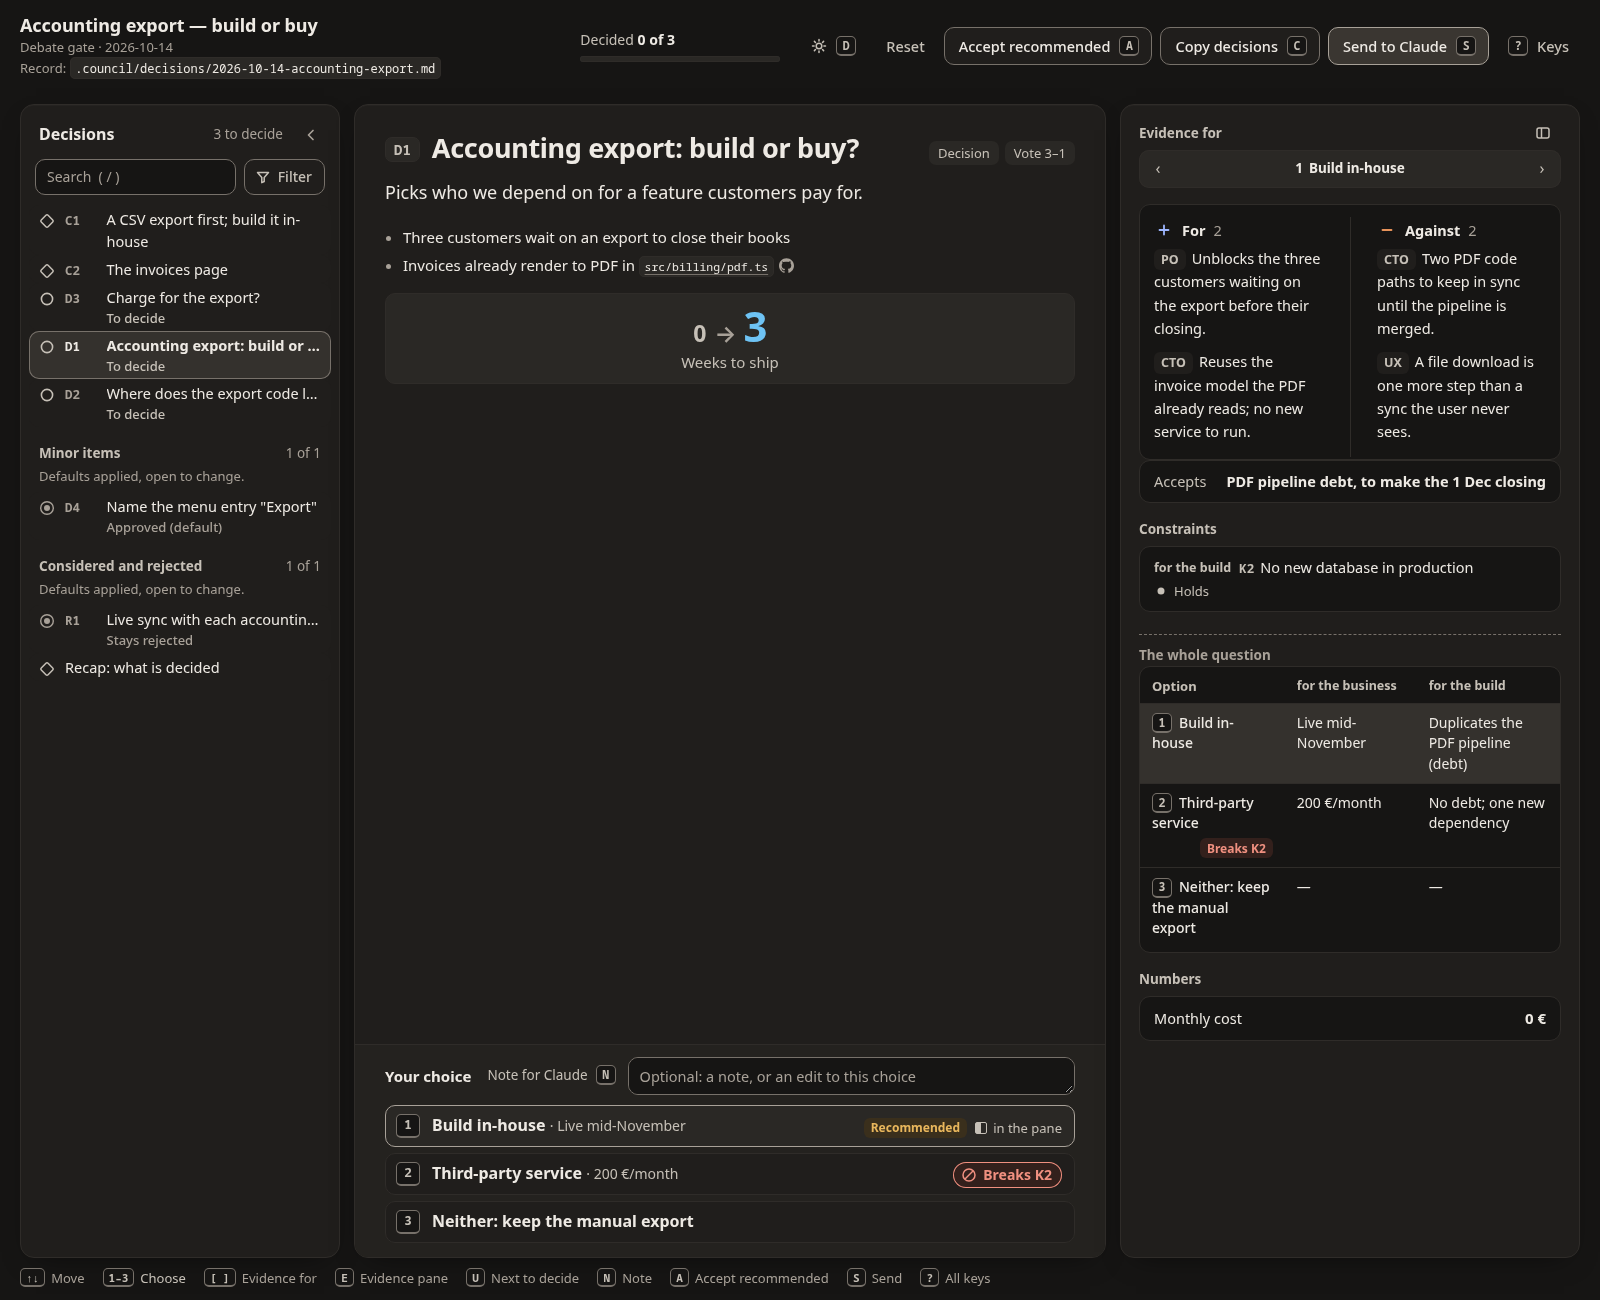 Accounting export — build or buy
Debate gate · 2026-10-14
Record: .council/decisions/2026-10-14-accounting-export.md
Decided 0 of 3
D
Reset
Accept recommended A
Copy decisions C
Send to Claude S
? Keys
Decisions
3 to decide
Search ( / )
Filter
C1 A CSV export first; build it in-
house
C2 The invoices page
D3 Charge for the export?
To decide
D1 Accounting export: build or ...
To decide
D2 Where does the export code l...
To decide
Minor items 1 of 1
Defaults applied, open to change.
D4 Name the menu entry "Export"
Approved (default)
Considered and rejected 1 of 1
Defaults applied, open to change.
R1 Live sync with each accountin...
Stays rejected
Recap: what is decided
D1 Accounting export: build or buy?
Decision
Vote 3–1
Picks who we depend on for a feature customers pay for.
• Three customers wait on an export to close their books
• Invoices already render to PDF in src/billing/pdf.ts
0 → 3
Weeks to ship
Your choice
Note for Claude N
Optional: a note, or an edit to this choice
1 Build in-house · Live mid-November
Recommended
in the pane
2 Third-party service · 200 €/month
Breaks K2
3 Neither: keep the manual export
Evidence for
‹ 1 Build in-house ›
+ For 2
PO Unblocks the three
customers waiting on
the export before their
closing.
CTO Reuses the
invoice model the PDF
already reads; no new
service to run.
− Against 2
CTO Two PDF code
paths to keep in sync
until the pipeline is
merged.
UX A file download is
one more step than a
sync the user never
sees.
Accepts PDF pipeline debt, to make the 1 Dec closing
Constraints
for the build K2 No new database in production
Holds
The whole question
Option for the business for the build
1 Build in-
house
Live mid-
November
Duplicates the
PDF pipeline
(debt)
2 Third-party
service
Breaks K2
200 €/month
No debt; one new
dependency
3 Neither: keep
the manual
export
—
—
Numbers
Monthly cost 0 €
↑↓ Move
1–3 Choose
[ ] Evidence for
E Evidence pane
U Next to decide
N Note
A Accept recommended
S Send
? All keys